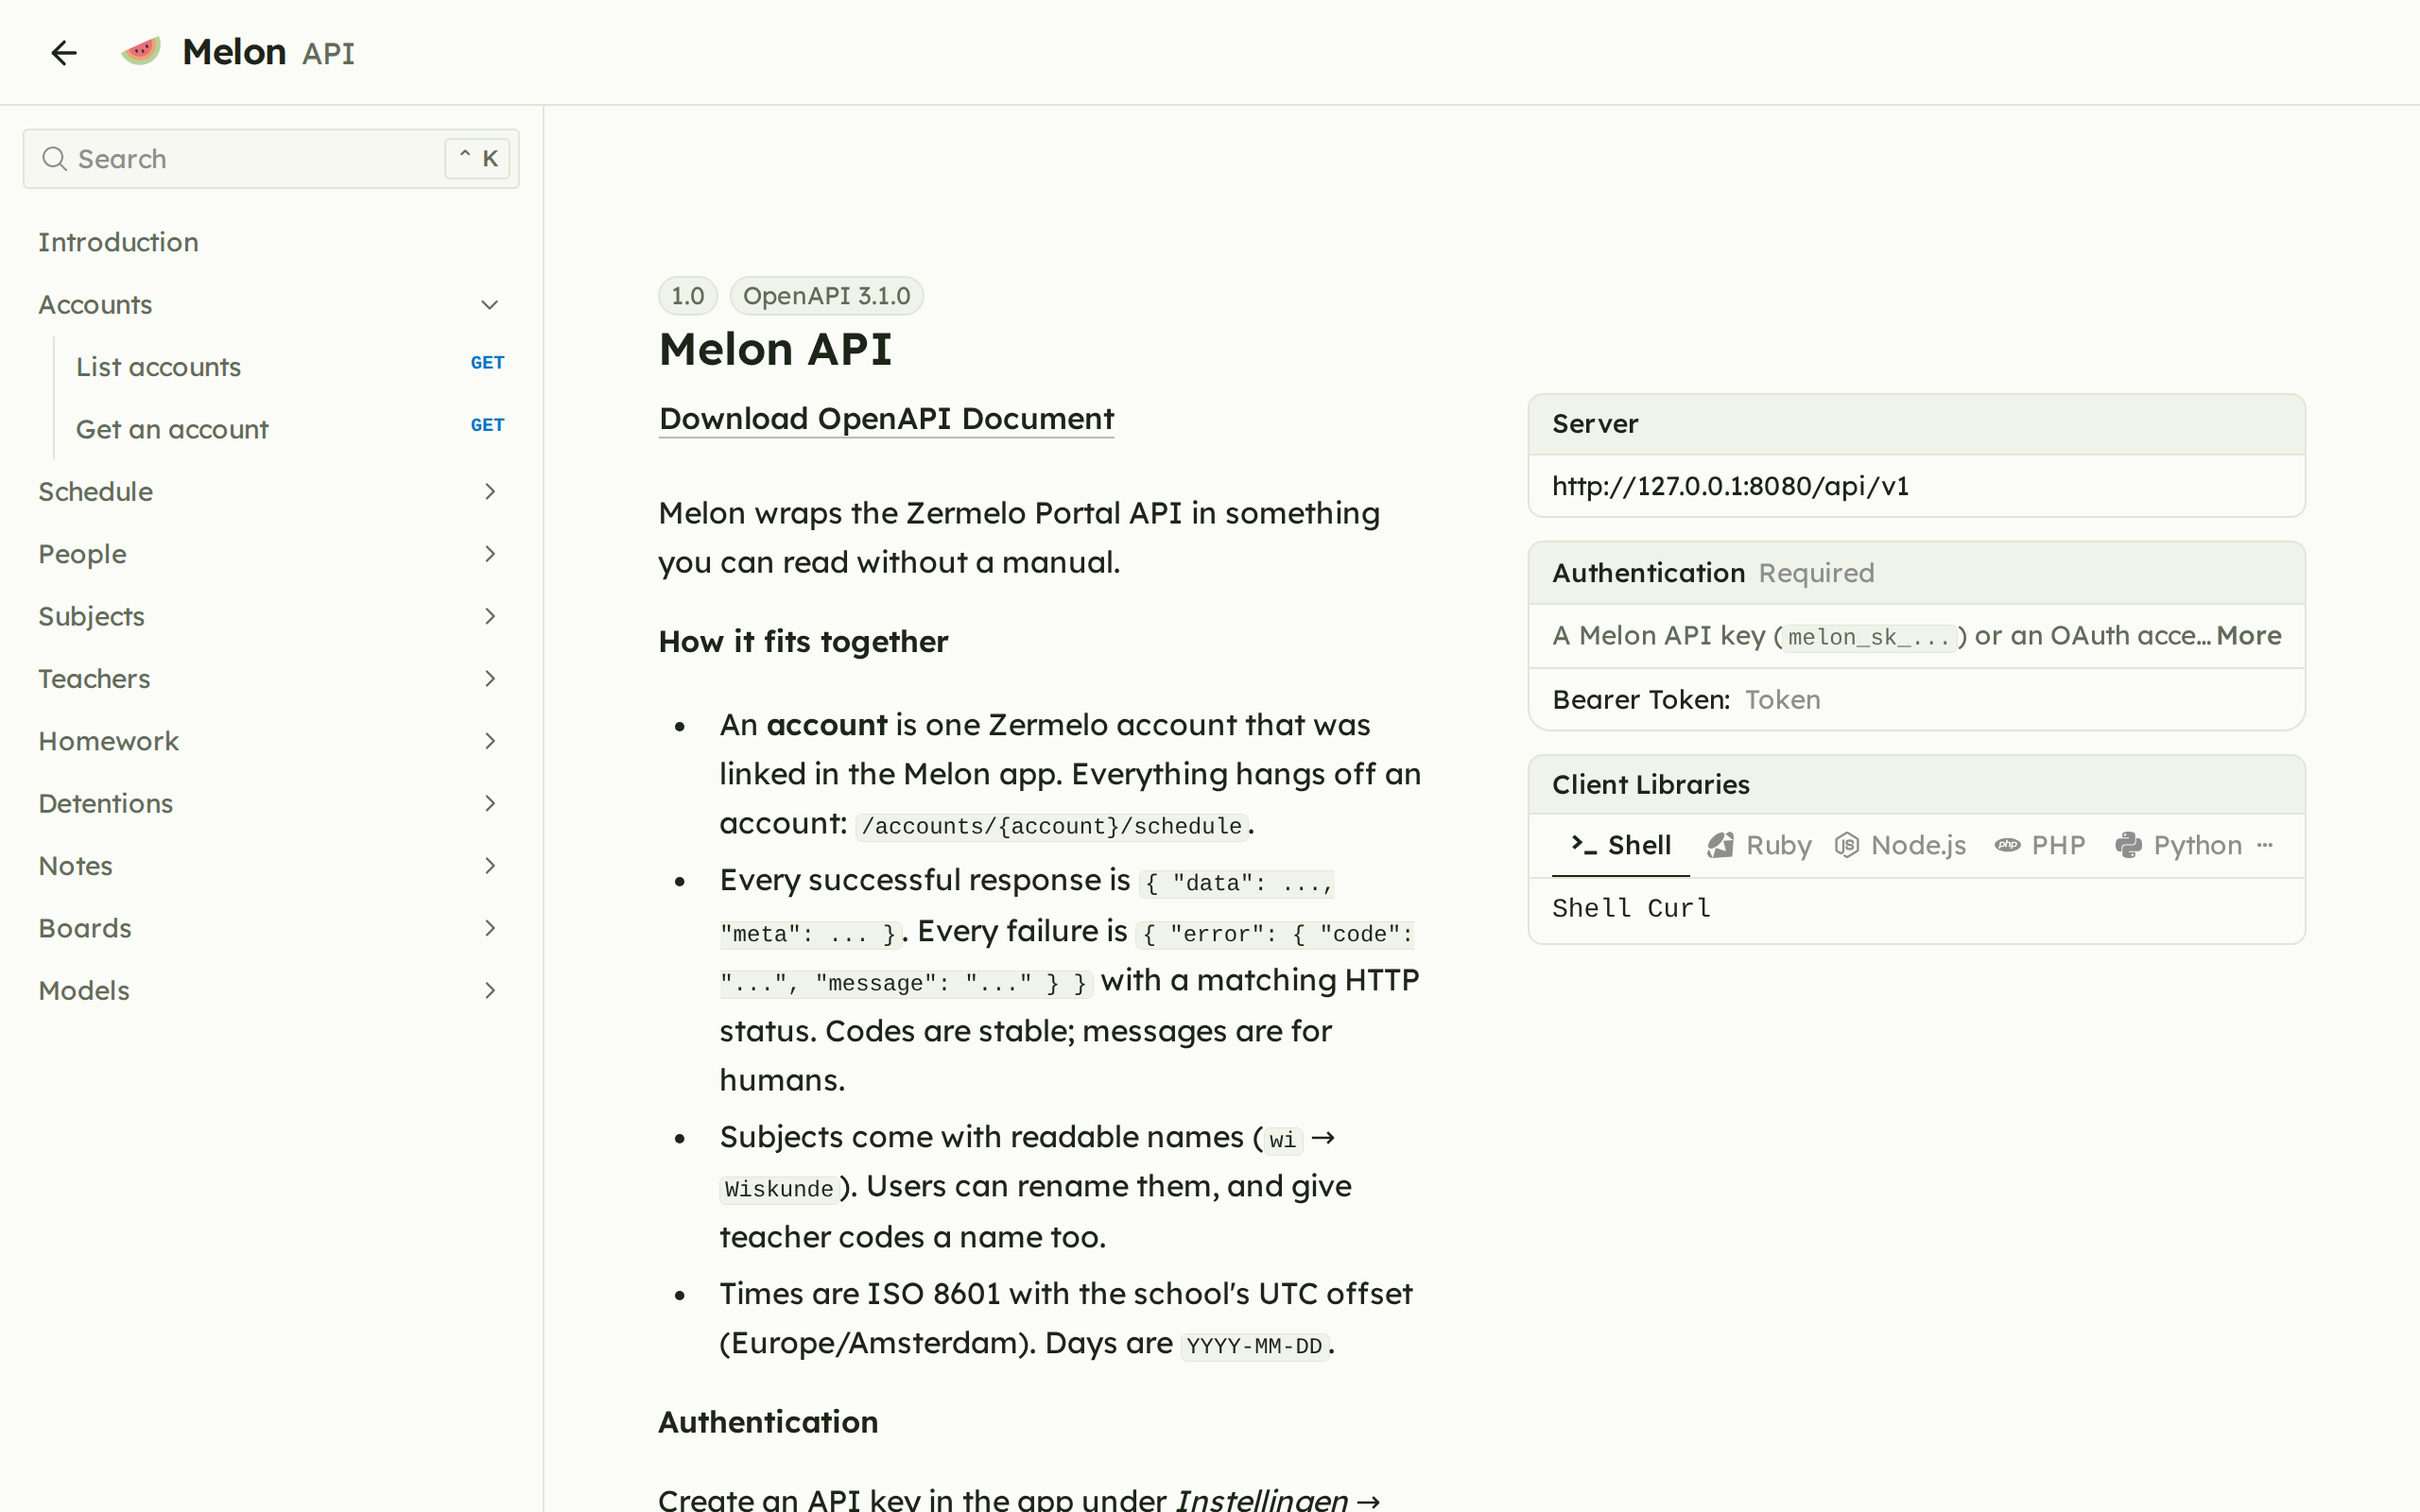 Melon API
Search
^ K
Introduction
Accounts
List accounts GET
Get an account GET
Schedule
People
Subjects
Teachers
Homework
Detentions
Notes
Boards
Models
1.0 OpenAPI 3.1.0
Melon API
Download OpenAPI Document
Melon wraps the Zermelo Portal API in something
you can read without a manual.
How it fits together
• An account is one Zermelo account that was
linked in the Melon app. Everything hangs off an
account: /accounts/{account}/schedule.
• Every successful response is { "data": ...,
"meta": ... }. Every failure is { "error": { "code":
"...", "message": "..." } } with a matching HTTP
status. Codes are stable; messages are for
humans.
• Subjects come with readable names (wi →
Wiskunde). Users can rename them, and give
teacher codes a name too.
• Times are ISO 8601 with the school's UTC offset
(Europe/Amsterdam). Days are YYYY-MM-DD.
Authentication
Create an API key in the app under Instellingen →
Server
http://127.0.0.1:8080/api/v1
Authentication Required
A Melon API key (melon_sk_...) or an OAuth acce... More
Bearer Token: Token
Client Libraries
Shell Ruby Node.js php PHP Python ...
Shell Curl